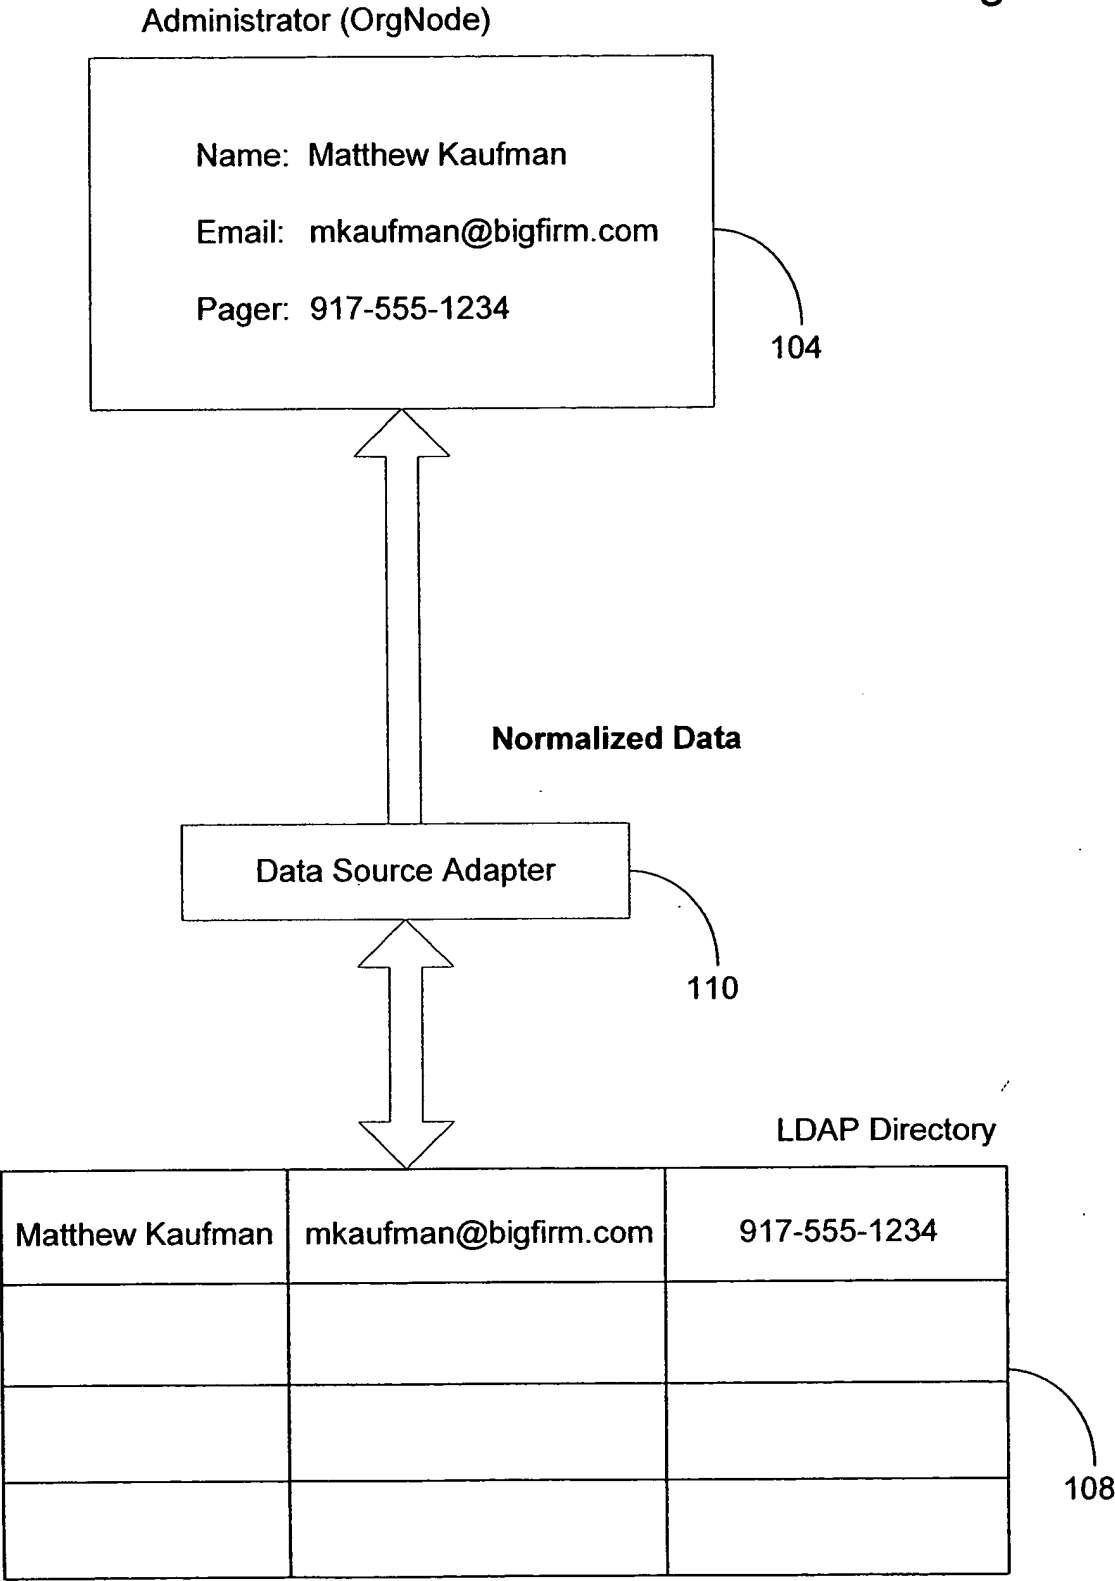 Administrator (OrgNode)
Name: Matthew Kaufman
Email: mkaufman@bigfirm.com
Pager: 917-555-1234
104
Normalized Data
Data Source Adapter
110
LDAP Directory
Matthew Kaufman mkaufman@bigfirm.com 917-555-1234
108